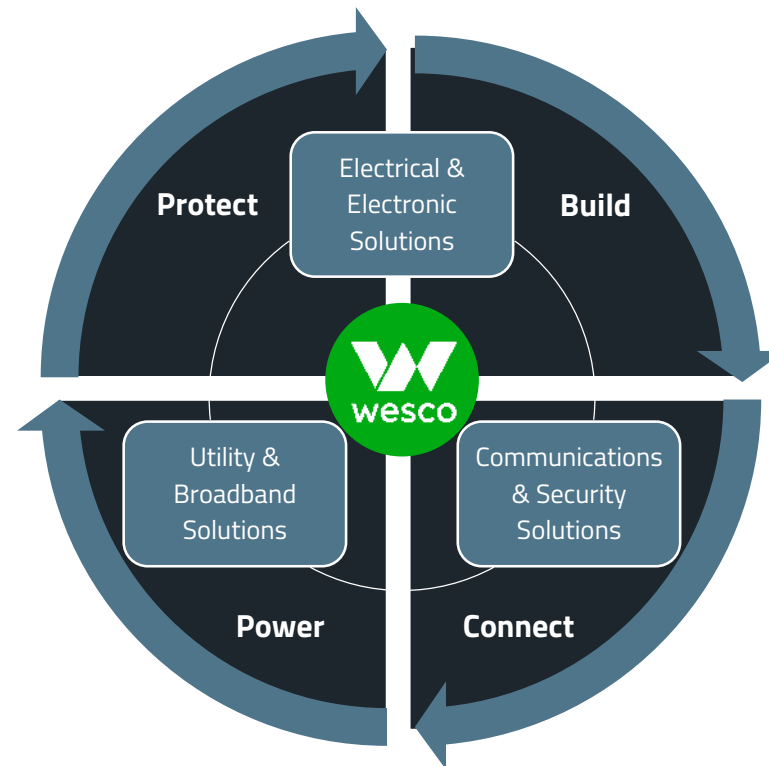 Electrical &
Electronic
Solutions
Protect
Build
wesco
Utility &
Broadband
Solutions
Communications
& Security
Solutions
Power
Connect